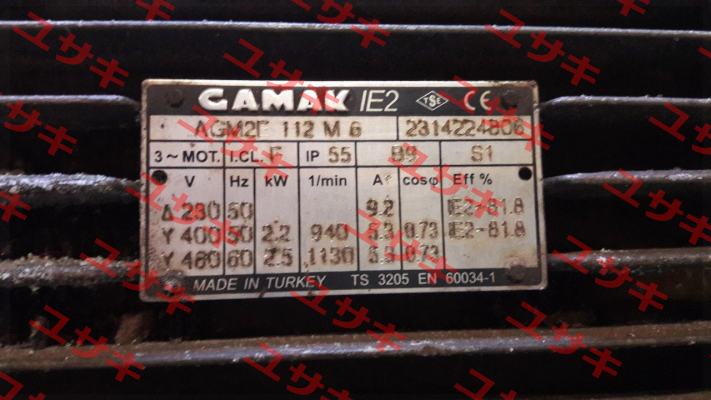 GAMAK IE2 TSE CE
AGM2E 112 M 6 2314224806
3~ MOT. I.CL. F IP 55 B9 S1
V Hz kW 1/min A cosφ Eff %
Δ 230 50 9.2 IE2-81.8
Y 400 50 2.2 940 5.3 0.73 IE2-81.8
Y 460 60 2.5 1130 5.3 0.73
MADE IN TURKEY TS 3205 EN 60034-1
ユサキ